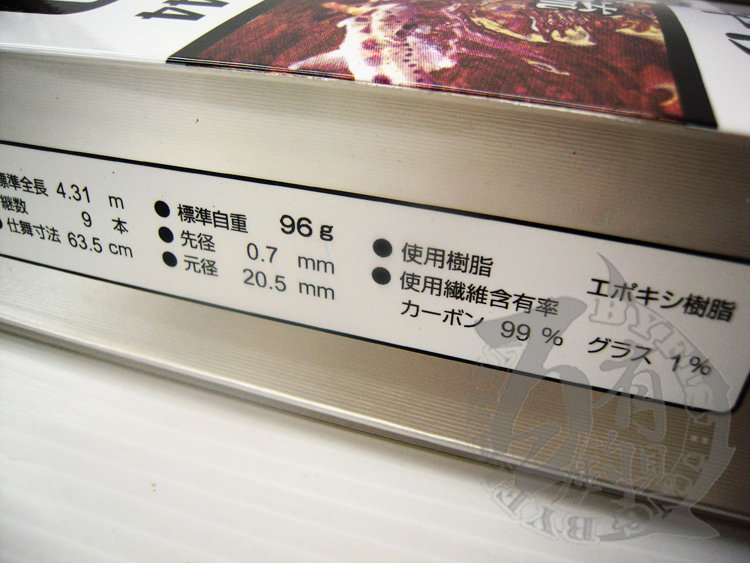 標準全長 4.31 m
継数 9 本
●仕舞寸法 63.5 cm
●標準自重 96 g
●先径 0.7 mm
●元径 20.5 mm
●使用樹脂 エポキシ樹脂
●使用繊維含有率
カーボン 99 % グラス 1%